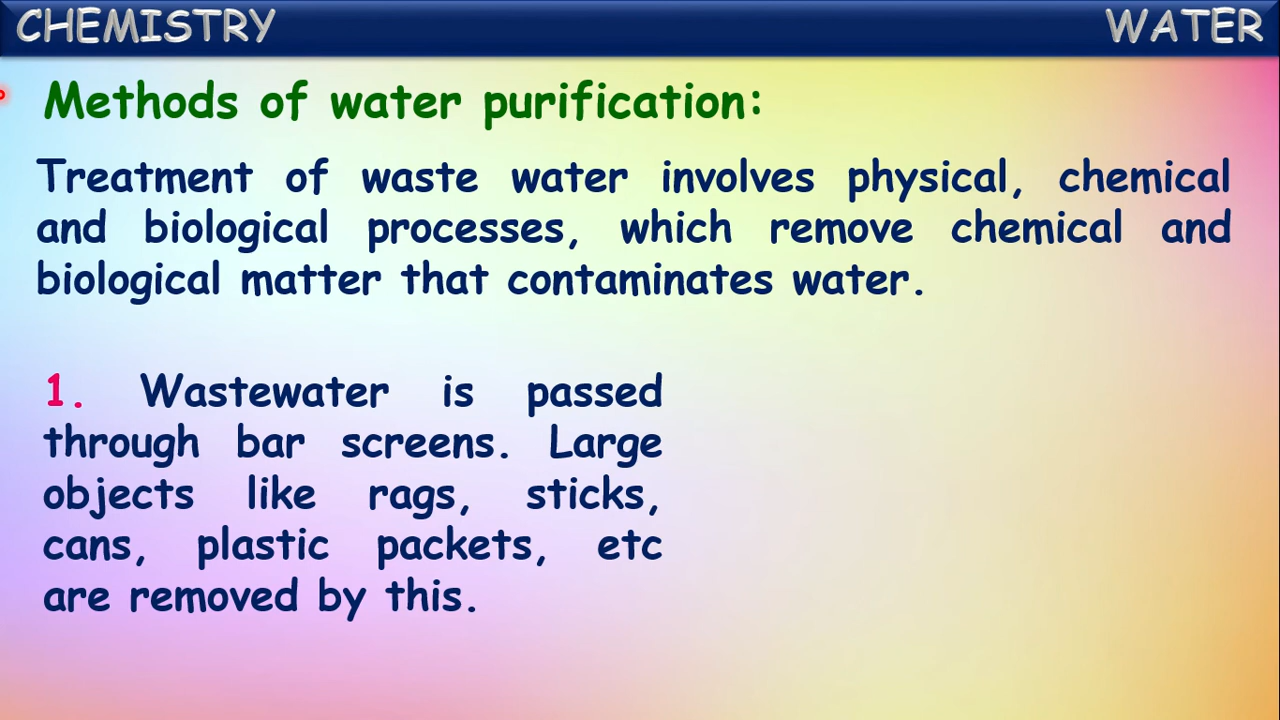 CHEMISTRY WATER
Methods of water purification:
Treatment of waste water involves physical, chemical
and biological processes, which remove chemical and
biological matter that contaminates water.
1. Wastewater is passed
through bar screens. Large
objects like rags, sticks,
cans, plastic packets, etc
are removed by this.